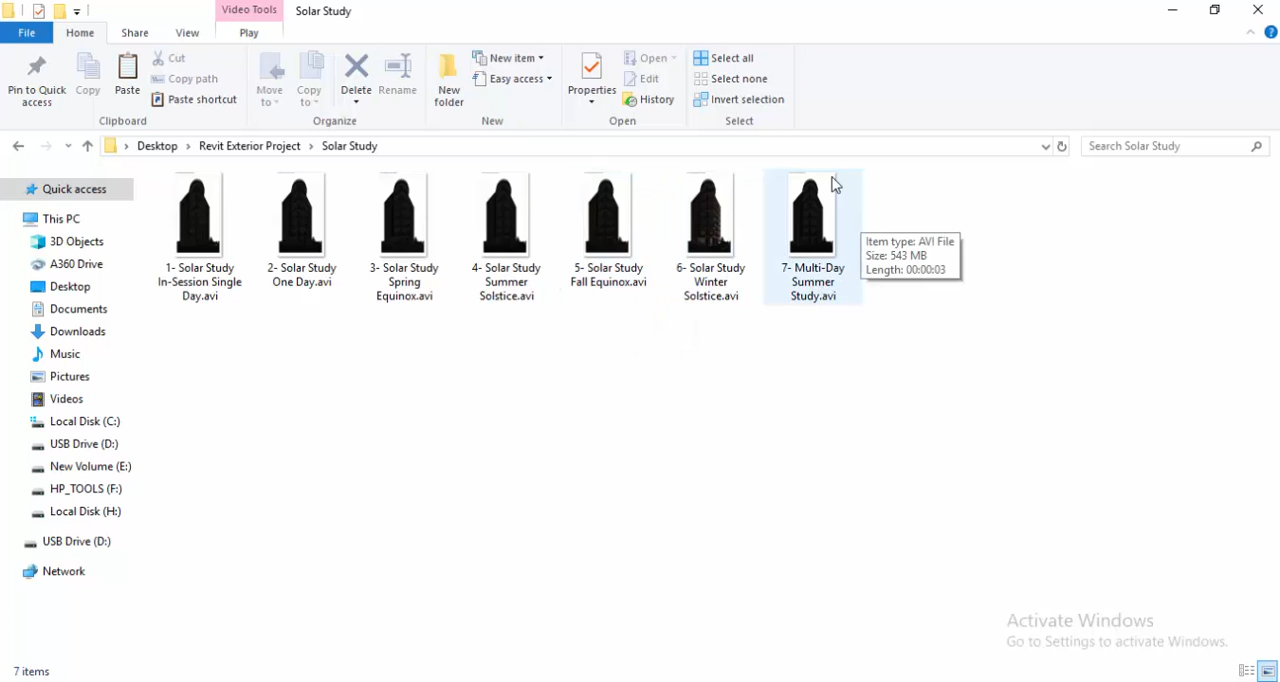 Video Tools
Solar Study
File
Home
Share
View
Play
Pin to Quick
access
Copy
Paste
Cut
Copy path
Paste shortcut
Clipboard
Move
to
Copy
to
Delete
Rename
Organize
New
folder
New item
Easy access
New
Properties
Open
Edit
History
Open
Select all
Select none
Invert selection
Select
Desktop
Revit Exterior Project
Solar Study
Search Solar Study
Quick access
This PC
3D Objects
A360 Drive
Desktop
Documents
Downloads
Music
Pictures
Videos
Local Disk (C:)
USB Drive (D:)
New Volume (E:)
HP_TOOLS (F:)
Local Disk (H:)
USB Drive (D:)
Network
1- Solar Study
In-Session Single
Day.avi
2- Solar Study
One Day.avi
3- Solar Study
Spring
Equinox.avi
4- Solar Study
Summer
Solstice.avi
5- Solar Study
Fall Equinox.avi
6- Solar Study
Winter
Solstice.avi
7- Multi-Day
Summer
Study.avi
Item type: AVI File
Size: 543 MB
Length: 00:00:03
Activate Windows
Go to Settings to activate Windows.
7 items